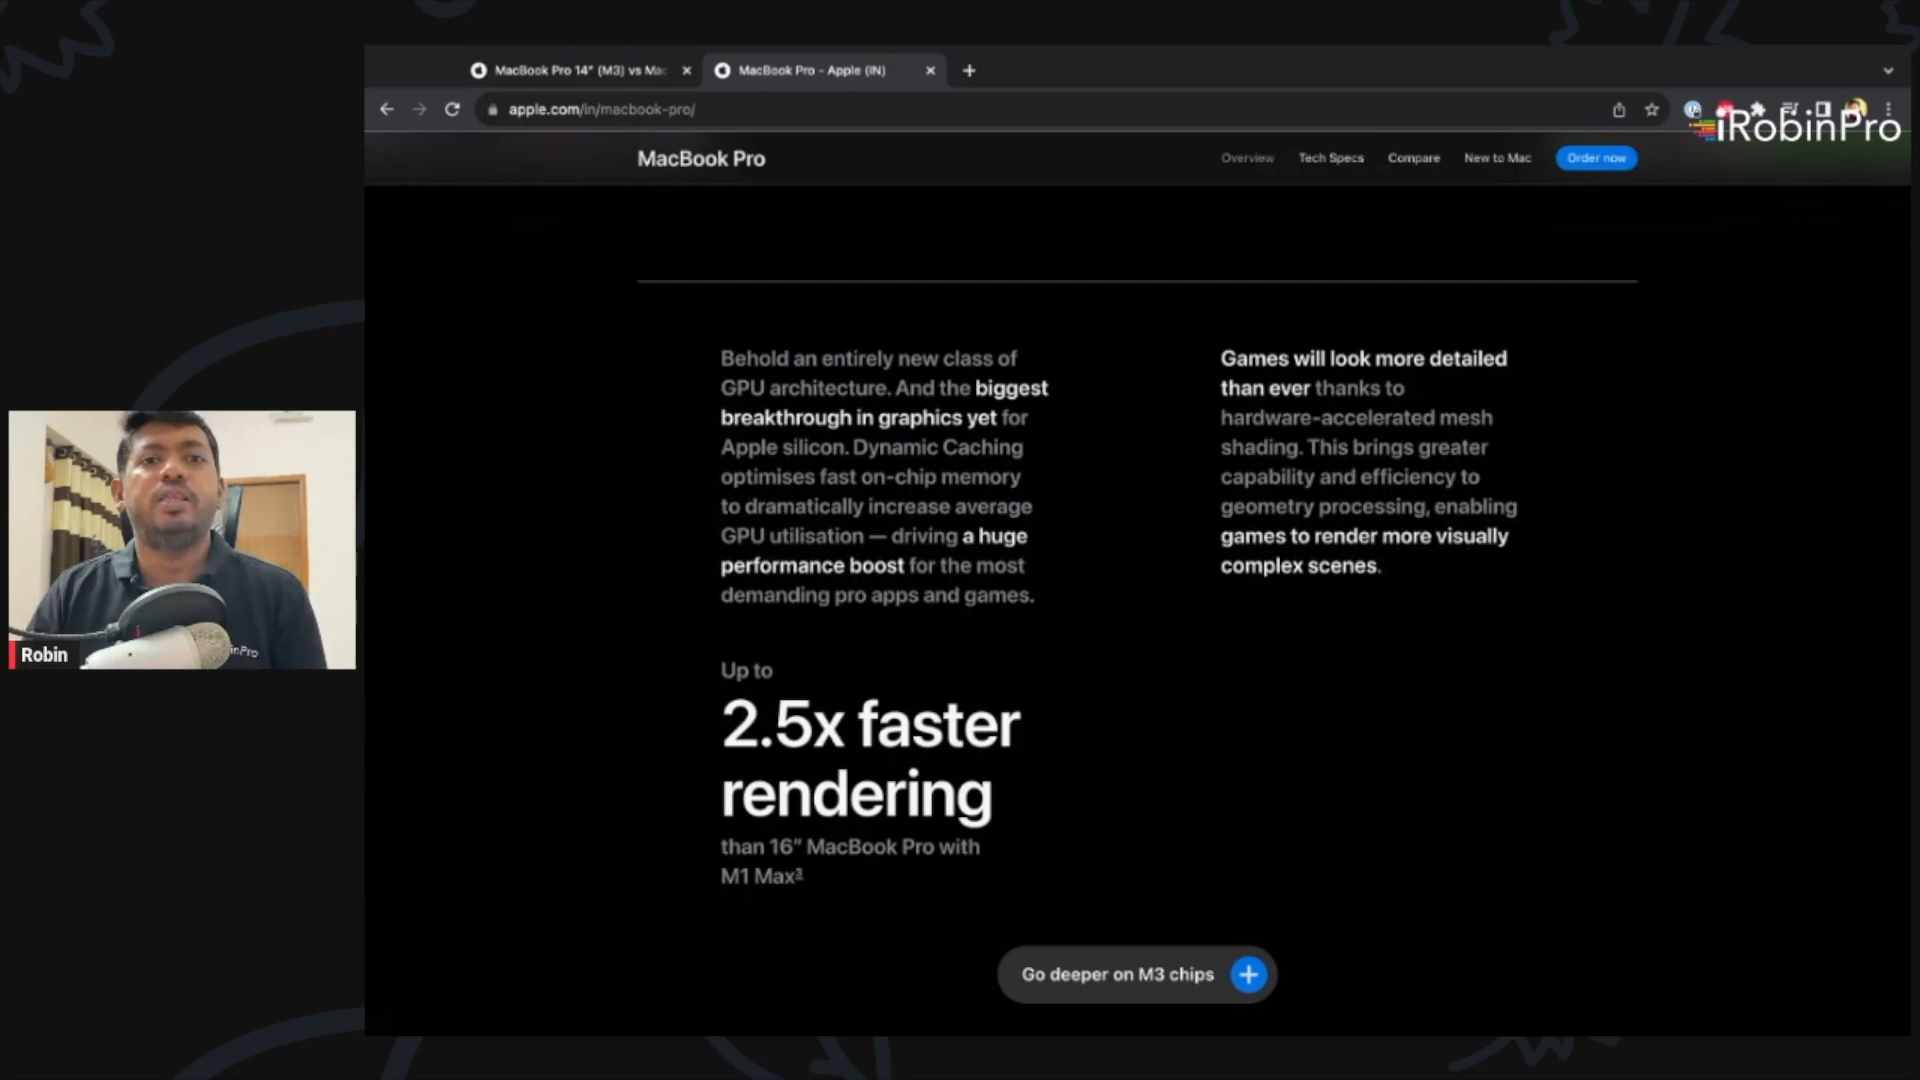 MacBook Pro 14" (M3) vs Mac
MacBook Pro - Apple (IN)
apple.com/in/macbook-pro/
iRobinPro
MacBook Pro
Overview
Tech Specs
Compare
New to Mac
Order now
Behold an entirely new class of
GPU architecture. And the biggest
breakthrough in graphics yet for
Apple silicon. Dynamic Caching
optimises fast on-chip memory
to dramatically increase average
GPU utilisation — driving a huge
performance boost for the most
demanding pro apps and games.
Games will look more detailed
than ever thanks to
hardware-accelerated mesh
shading. This brings greater
capability and efficiency to
geometry processing, enabling
games to render more visually
complex scenes.
Up to
2.5x faster
rendering
than 16" MacBook Pro with
M1 Max³
Go deeper on M3 chips
Robin
inPro